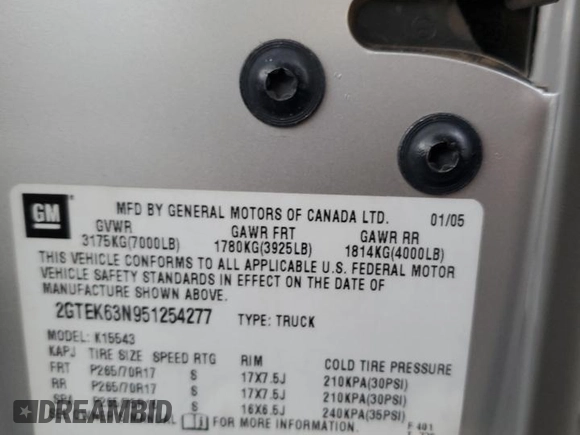 GM
MFD BY GENERAL MOTORS OF CANADA LTD. 01/05
GVWR GAWR FRT GAWR RR
3175KG(7000LB) 1780KG(3925LB) 1814KG(4000LB)
THIS VEHICLE CONFORMS TO ALL APPLICABLE U.S. FEDERAL MOTOR
VEHICLE SAFETY STANDARDS IN EFFECT ON THE DATE OF
MANUFACTURE SHOWN ABOVE.
2GTEK63N951254277 TYPE: TRUCK
MODEL: K15543
KAPJ TIRE SIZE SPEED RTG RIM COLD TIRE PRESSURE
FRT P265/70R17 S 17X7.5J 210KPA(30PSI)
RR P265/70R17 S 17X7.5J 210KPA(30PSI)
S 16X6.5J 240KPA(35PSI)
FOR MORE INFORMATION.
DREAMBID